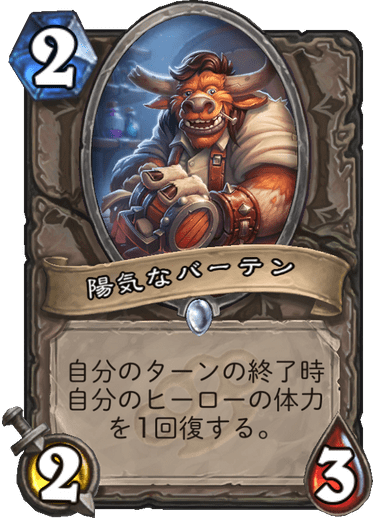 2
陽気なバーテン
自分のターンの終了時
自分のヒーローの体力
を1回復する。
2
3